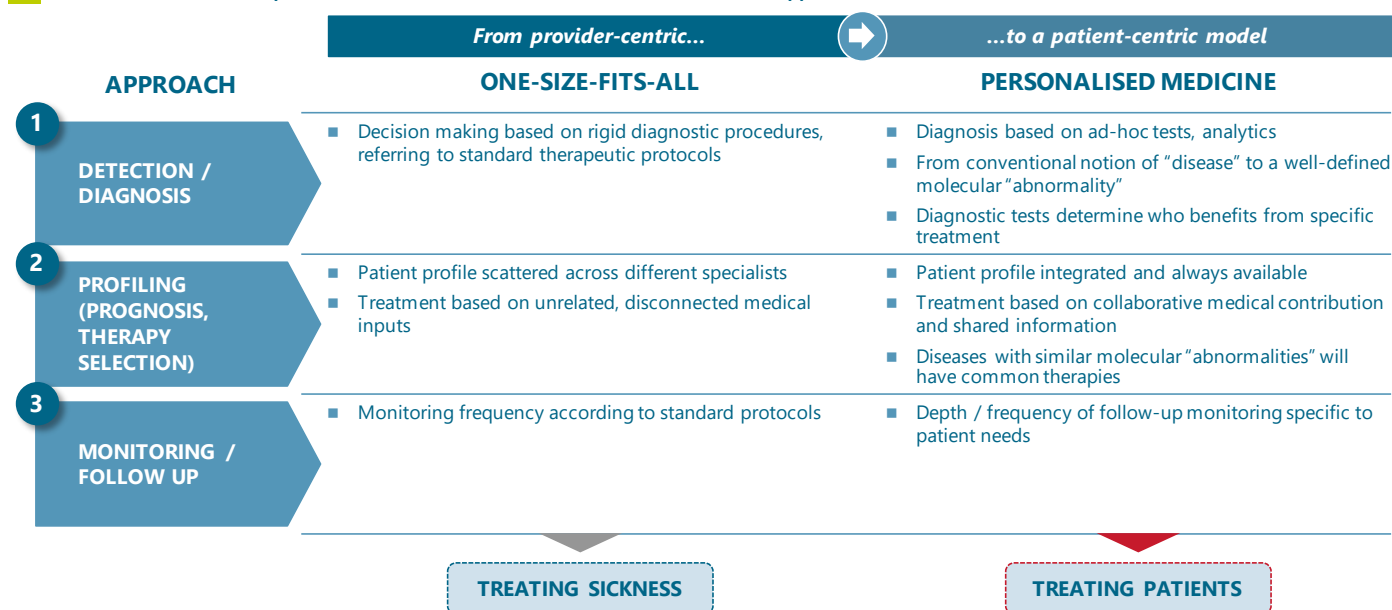 From provider-centric...
...to a patient-centric model
APPROACH
ONE-SIZE-FITS-ALL
PERSONALISED MEDICINE
1
DETECTION /
DIAGNOSIS
■ Decision making based on rigid diagnostic procedures,
referring to standard therapeutic protocols
■ Diagnosis based on ad-hoc tests, analytics
■ From conventional notion of “disease” to a well-defined
molecular “abnormality”
■ Diagnostic tests determine who benefits from specific
treatment
2
PROFILING
(PROGNOSIS,
THERAPY
SELECTION)
■ Patient profile scattered across different specialists
■ Treatment based on unrelated, disconnected medical
inputs
■ Patient profile integrated and always available
■ Treatment based on collaborative medical contribution
and shared information
■ Diseases with similar molecular “abnormalities” will
have common therapies
3
MONITORING /
FOLLOW UP
■ Monitoring frequency according to standard protocols
■ Depth / frequency of follow-up monitoring specific to
patient needs
TREATING SICKNESS
TREATING PATIENTS